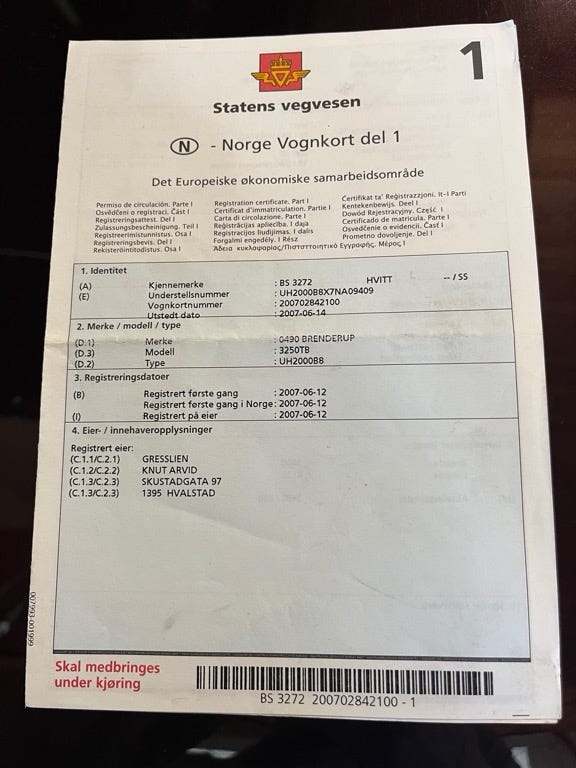 1
Statens vegvesen
N - Norge Vognkort del 1
Det Europeiske økonomiske samarbeidsområde
Permiso de circulación. Parte I
Osvědčeni o registraci. Část I
Registreringsattest. Del I
Zulassungsbescheinigung. Teil I
Registreerimistunnistus. Osa I
Registreringsbevis. Del I
Rekisteröintitodistus. Osa I
Registration certificate. Part I
Certificat d'immatriculation. Partie I
Carta di circolazione. Parte I
Reģistrācijas apliecība. I daja
Registracijos liudijimas. I dalis
Forgalmi engedély. I Rész
Άδεια κυκλοφορίας/Πιστοποιητικό Εγγραφής. Μέρος I
Certifikat ta' Reġistrazzjoni. It-I Parti
Kentekenbewijs. Deel I
Dowód Rejestracyjny. Część I
Certificado de matrícula. Parte I
Osvedčenie o evidencii. Časť I
Prometno dovoljenje. Del I
1. Identitet
(A) Kjennemerke : BS 3272 HVITT -- / SS
(E) Understellsnummer : UH2000B8X7NA09409
Vognkortnummer : 200702842100
Utstedt dato : 2007-06-14
2. Merke / modell / type
(D.1) Merke : 0490 BRENDERUP
(D.3) Modell : 3250TB
(D.2) Type : UH2000B8
3. Registreringsdatoer
(B) Registrert første gang : 2007-06-12
Registrert første gang i Norge : 2007-06-12
(I) Registrert på eier : 2007-06-12
4. Eier- / innehaveropplysninger
Registrert eier:
(C.1.1/C.2.1) GRESSLIEN
(C.1.2/C.2.2) KNUT ARVID
(C.1.3/C.2.3) SKUSTADGATA 97
(C.1.3/C.2.3) 1395 HVALSTAD
007993-001999
Skal medbringes
under kjøring
BS 3272 200702842100 - 1